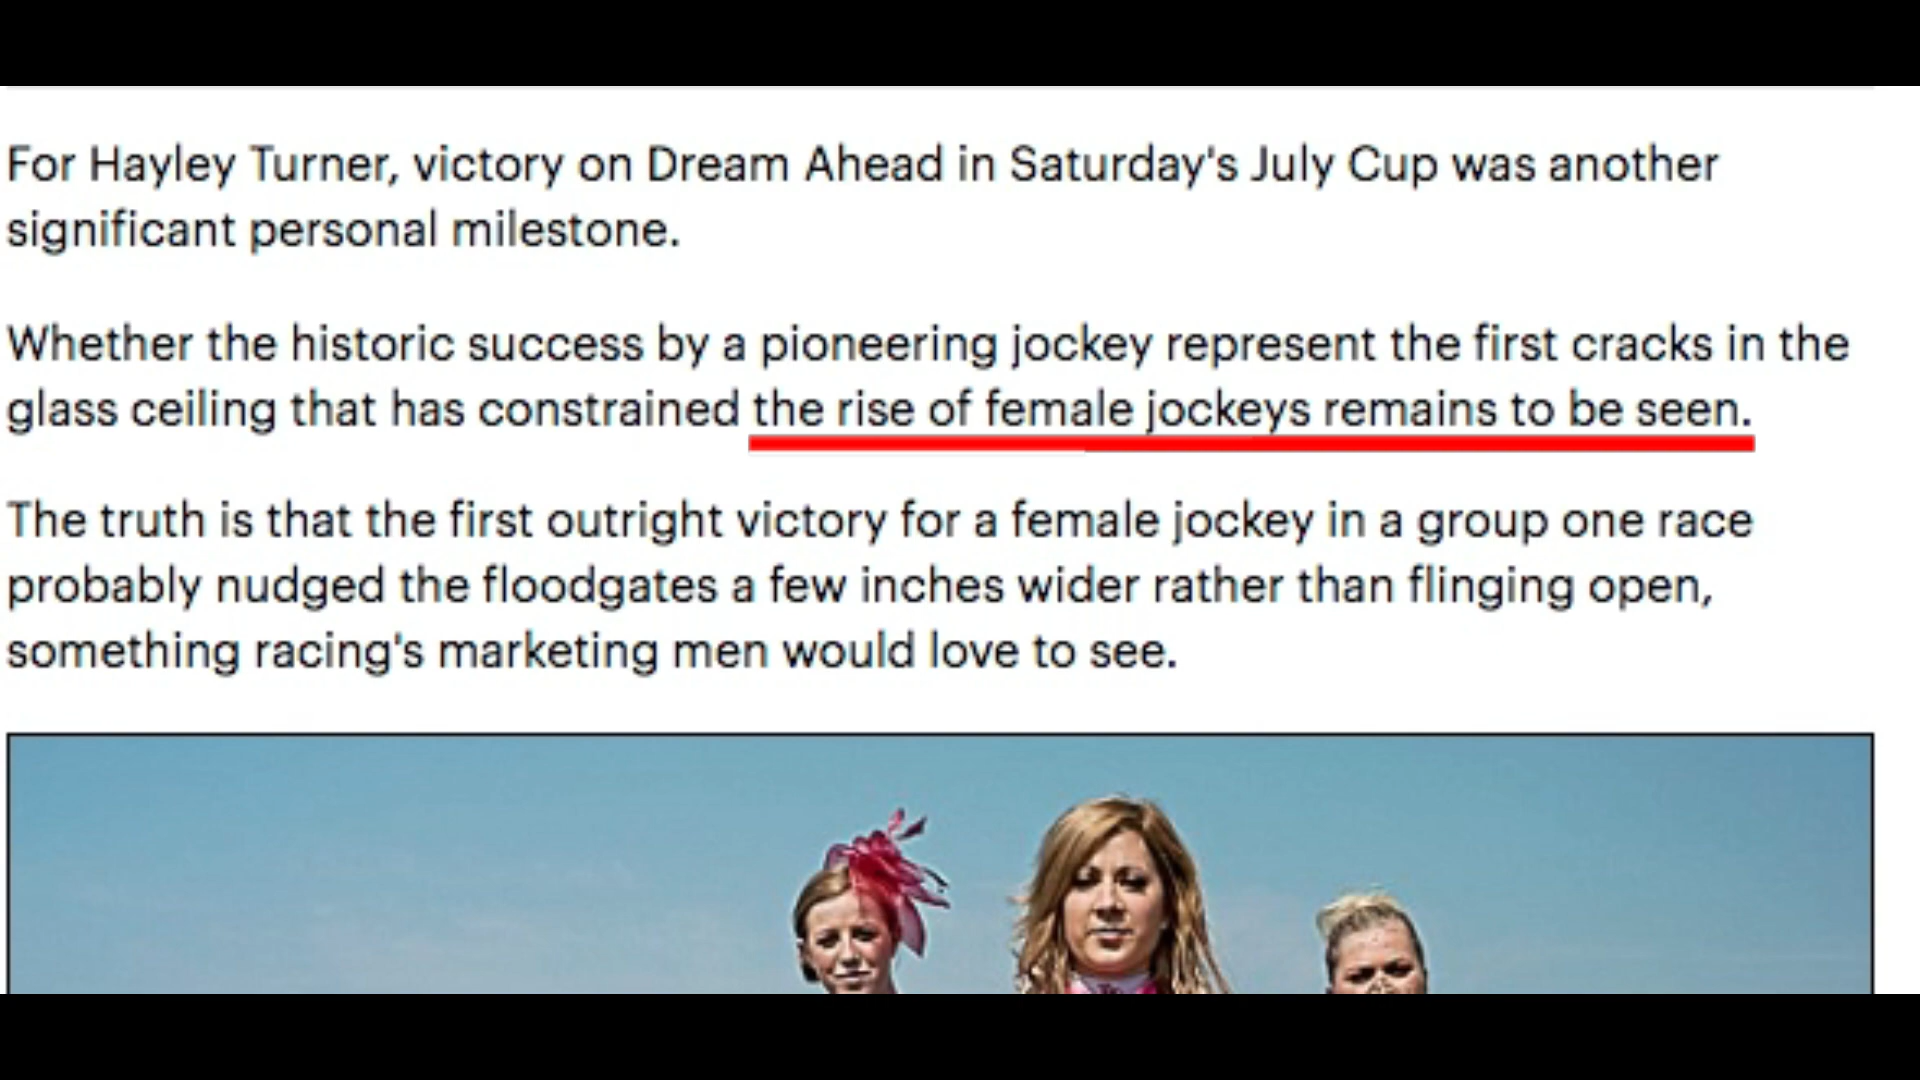 For Hayley Turner, victory on Dream Ahead in Saturday's July Cup was another
significant personal milestone.
Whether the historic success by a pioneering jockey represent the first cracks in the
glass ceiling that has constrained the rise of female jockeys remains to be seen.
The truth is that the first outright victory for a female jockey in a group one race
probably nudged the floodgates a few inches wider rather than flinging open,
something racing's marketing men would love to see.